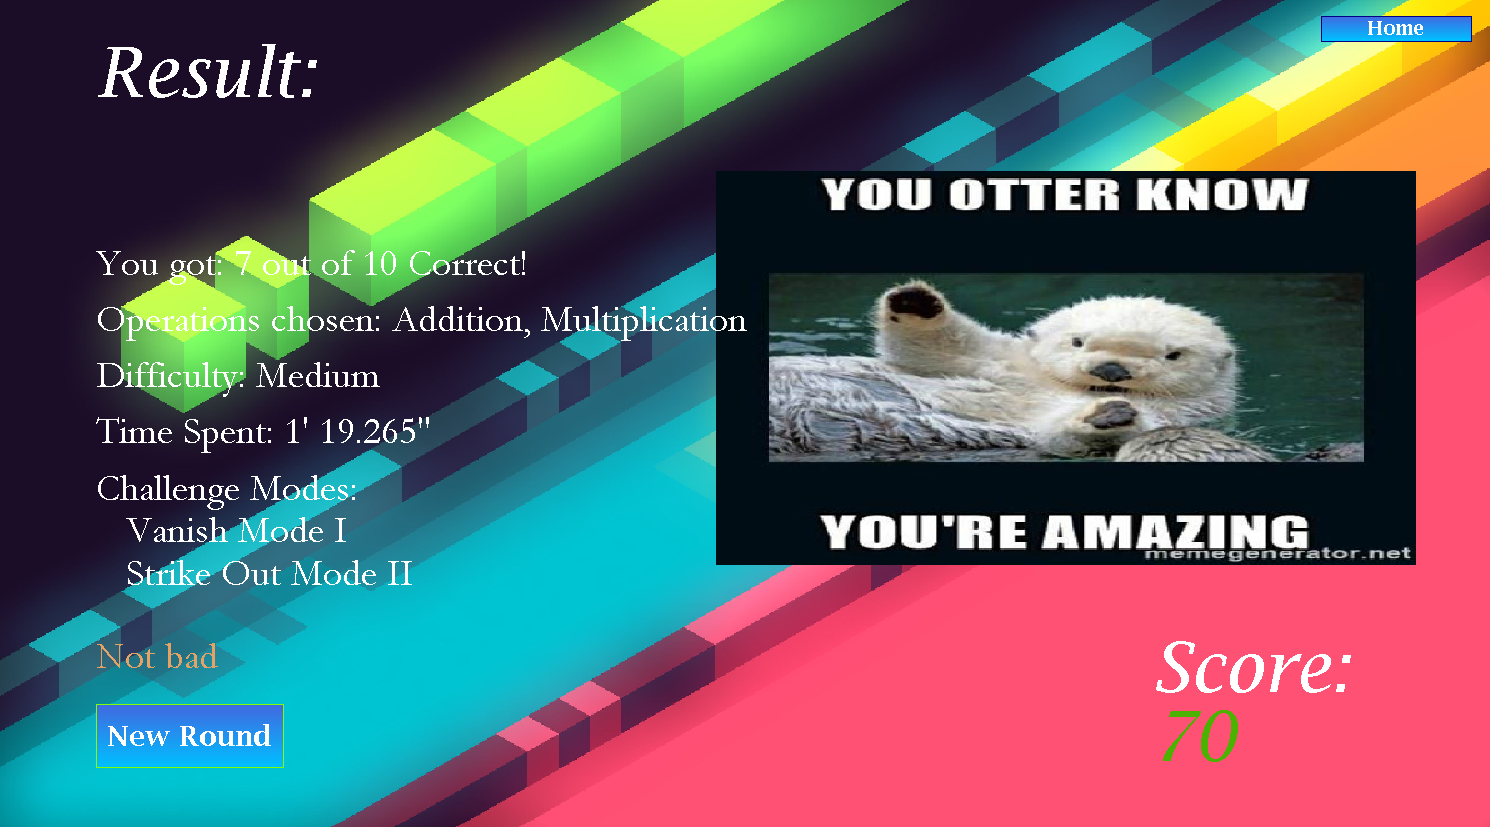 Result:
Home
You got: 7 out of 10 Correct!
Operations chosen: Addition, Multiplication
Difficulty: Medium
Time Spent: 1' 19.265"
Challenge Modes:
Vanish Mode I
Strike Out Mode II
Not bad
New Round
YOU OTTER KNOW
YOU'RE AMAZING
memegenerator.net
Score:
70